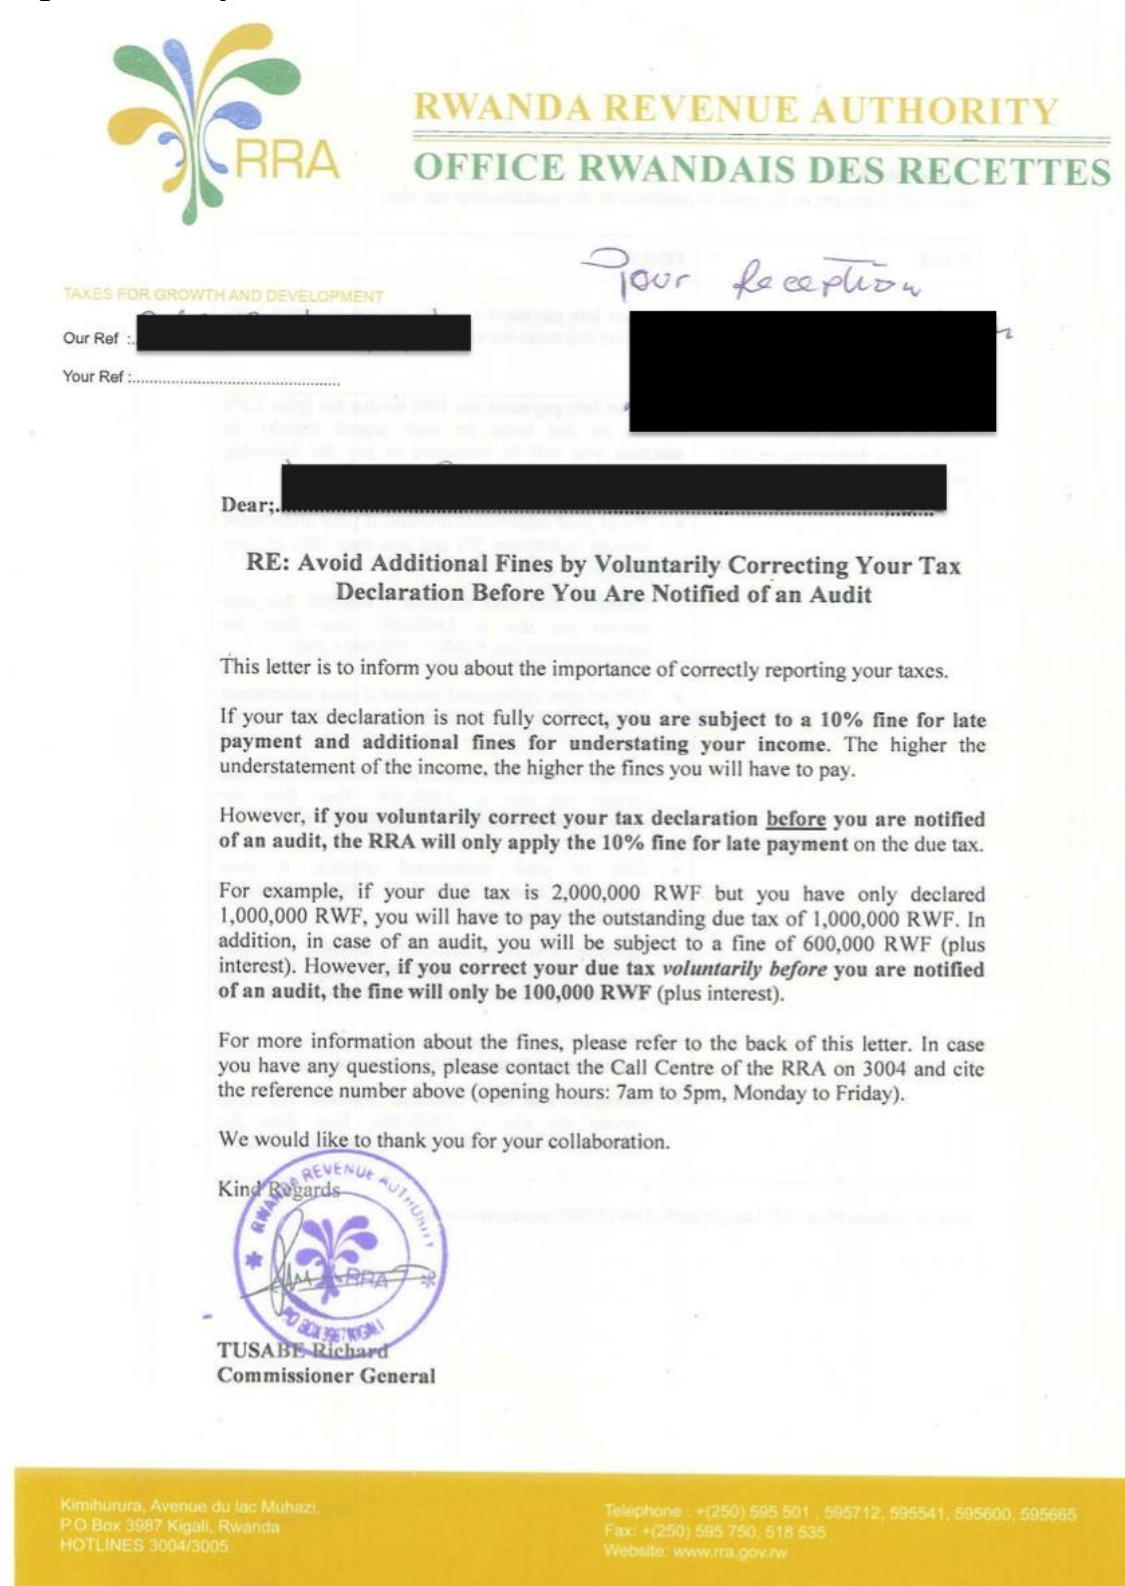 RRA
RWANDA REVENUE AUTHORITY
OFFICE RWANDAIS DES RECETTES
Pour Reception
TAXES FOR GROWTH AND DEVELOPMENT
Our Ref :
Your Ref :
Dear;
RE: Avoid Additional Fines by Voluntarily Correcting Your Tax
Declaration Before You Are Notified of an Audit
This letter is to inform you about the importance of correctly reporting your taxes.
If your tax declaration is not fully correct, you are subject to a 10% fine for late
payment and additional fines for understating your income. The higher the
understatement of the income, the higher the fines you will have to pay.
However, if you voluntarily correct your tax declaration before you are notified
of an audit, the RRA will only apply the 10% fine for late payment on the due tax.
For example, if your due tax is 2,000,000 RWF but you have only declared
1,000,000 RWF, you will have to pay the outstanding due tax of 1,000,000 RWF. In
addition, in case of an audit, you will be subject to a fine of 600,000 RWF (plus
interest). However, if you correct your due tax voluntarily before you are notified
of an audit, the fine will only be 100,000 RWF (plus interest).
For more information about the fines, please refer to the back of this letter. In case
you have any questions, please contact the Call Centre of the RRA on 3004 and cite
the reference number above (opening hours: 7am to 5pm, Monday to Friday).
We would like to thank you for your collaboration.
Kind Regards
RWANDA REVENUE AUTHORITY
RRA
PO BOX 3987 KIGALI
TUSABE Richard
Commissioner General
Kimihurura, Avenue du lac Muhazi,
P.O Box 3987 Kigali, Rwanda
HOTLINES 3004/3005
Telephone : +(250) 595 501 , 595712, 595541, 595600, 595665
Fax: +(250) 595 750, 518 535
Website: www.rra.gov.rw